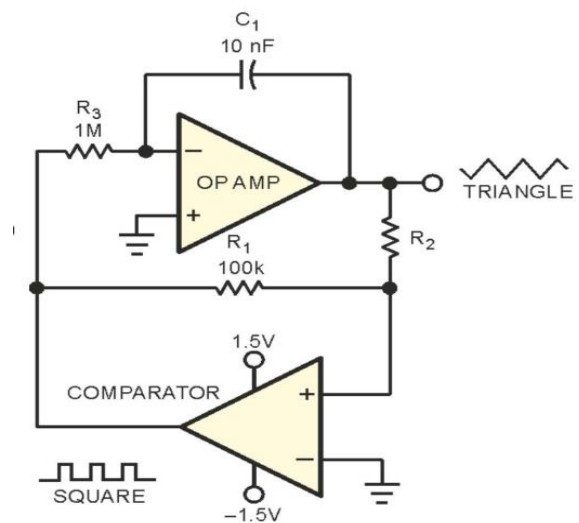 C1
10 nF
R3
1M
−
OP AMP
+
TRIANGLE
R1
100k
R2
1.5V
COMPARATOR
+
−
SQUARE
−1.5V